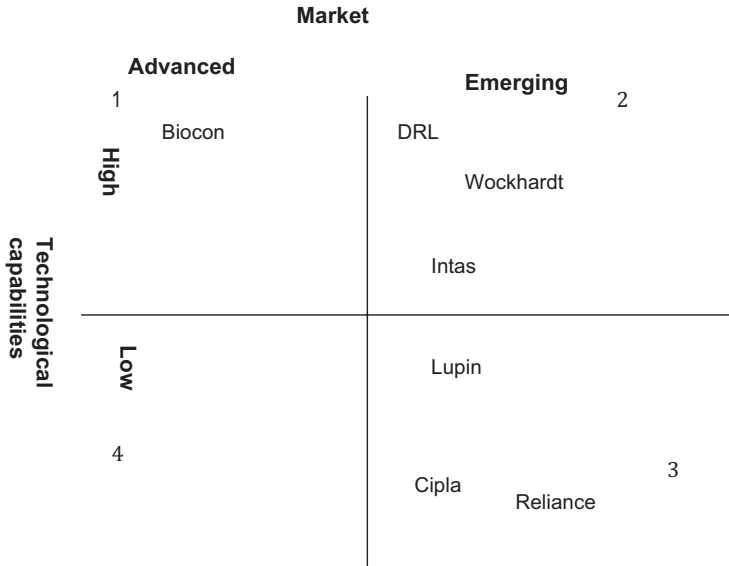 Market
Advanced
Emerging
1
2
Biocon
DRL
High
Wockhardt
Technological
capabilities
Intas
Low
Lupin
4
3
Cipla
Reliance